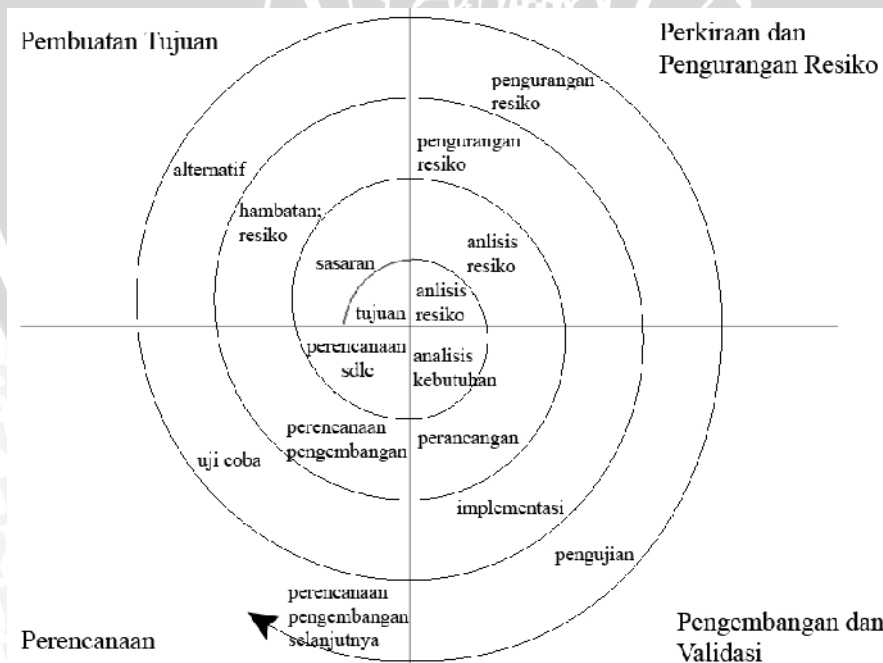 Pembuatan Tujuan
Perkiraan dan
Pengurangan Resiko
pengurangan
resiko
pengurangan
resiko
alternatif
hambatan;
resiko
anlisis
resiko
sasaran
anlisis
resiko
tujuan
perencanaan
sdlc
analisis
kebutuhan
perencanaan
pengembangan
perancangan
uji coba
implementasi
pengujian
perencanaan
pengembangan
selanjutnya
Perencanaan
Pengembangan dan
Validasi